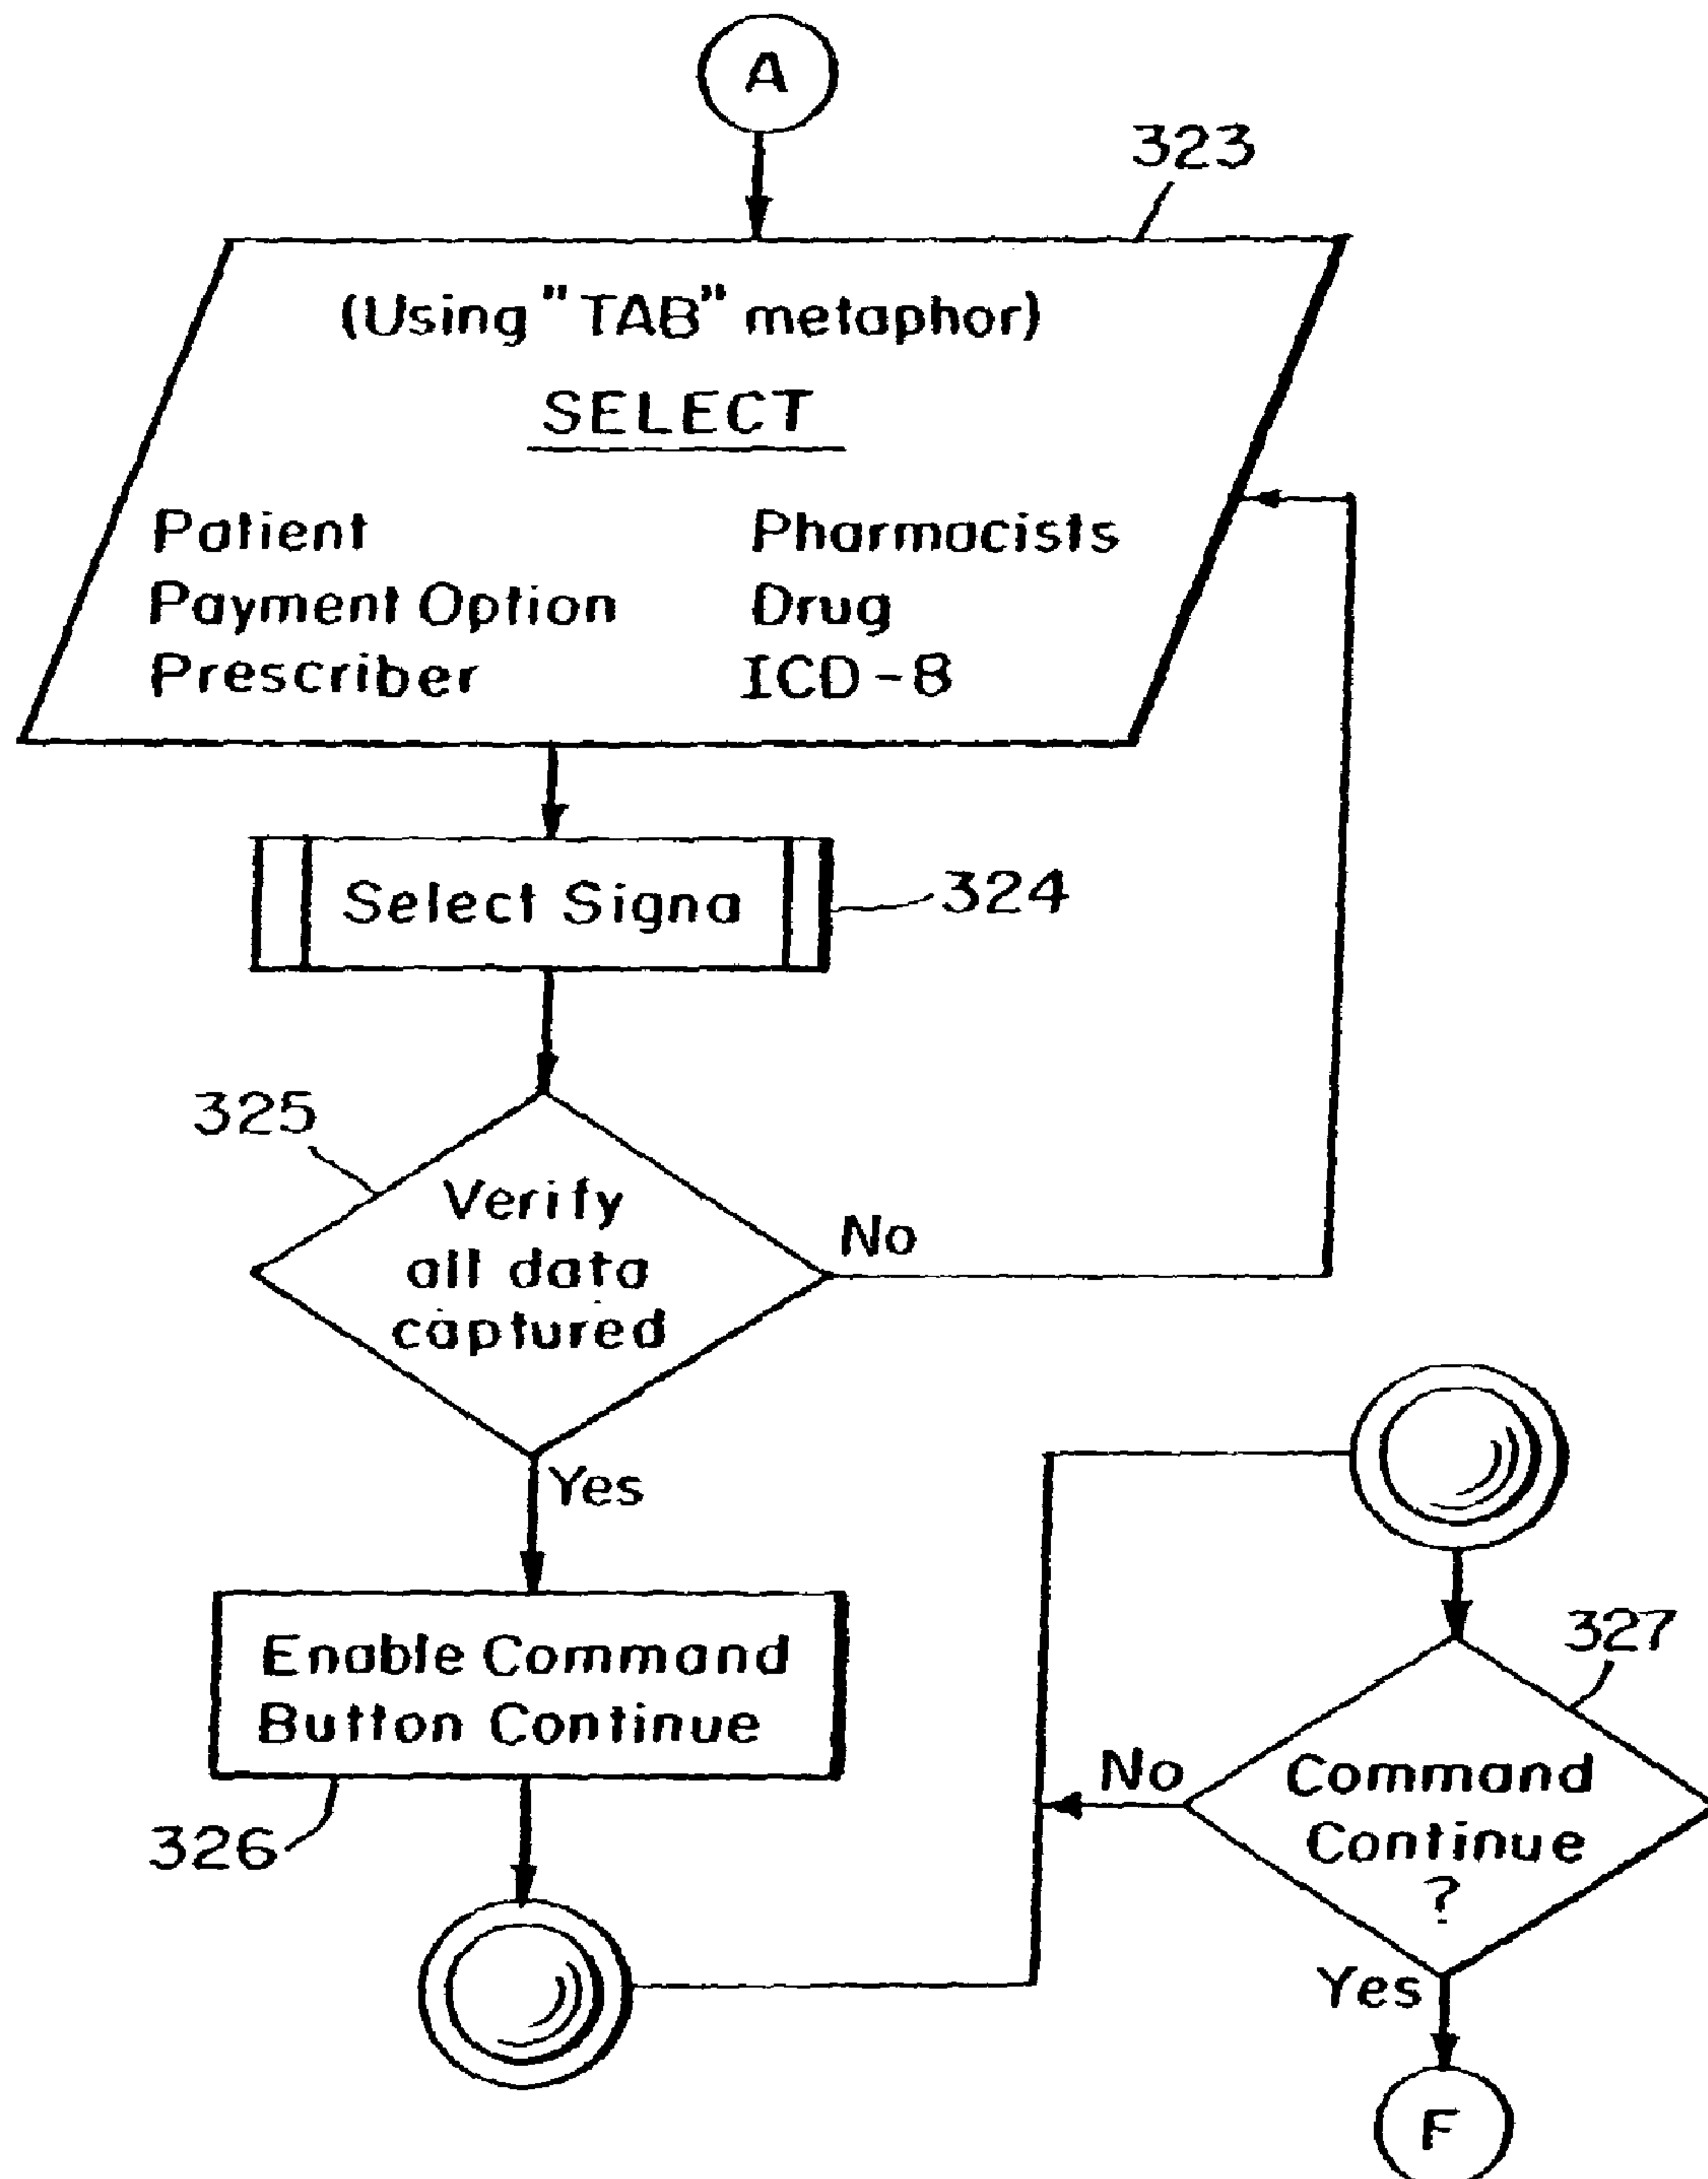 A
323
(Using "TAB" metaphor)
SELECT
Patient
Pharmacists
Payment Option
Drug
Prescriber
ICD-8
Select Signa
324
325
Verify
all data
captured
No
Yes
Enable Command
Button Continue
326
327
No
Command
Continue
?
Yes
F